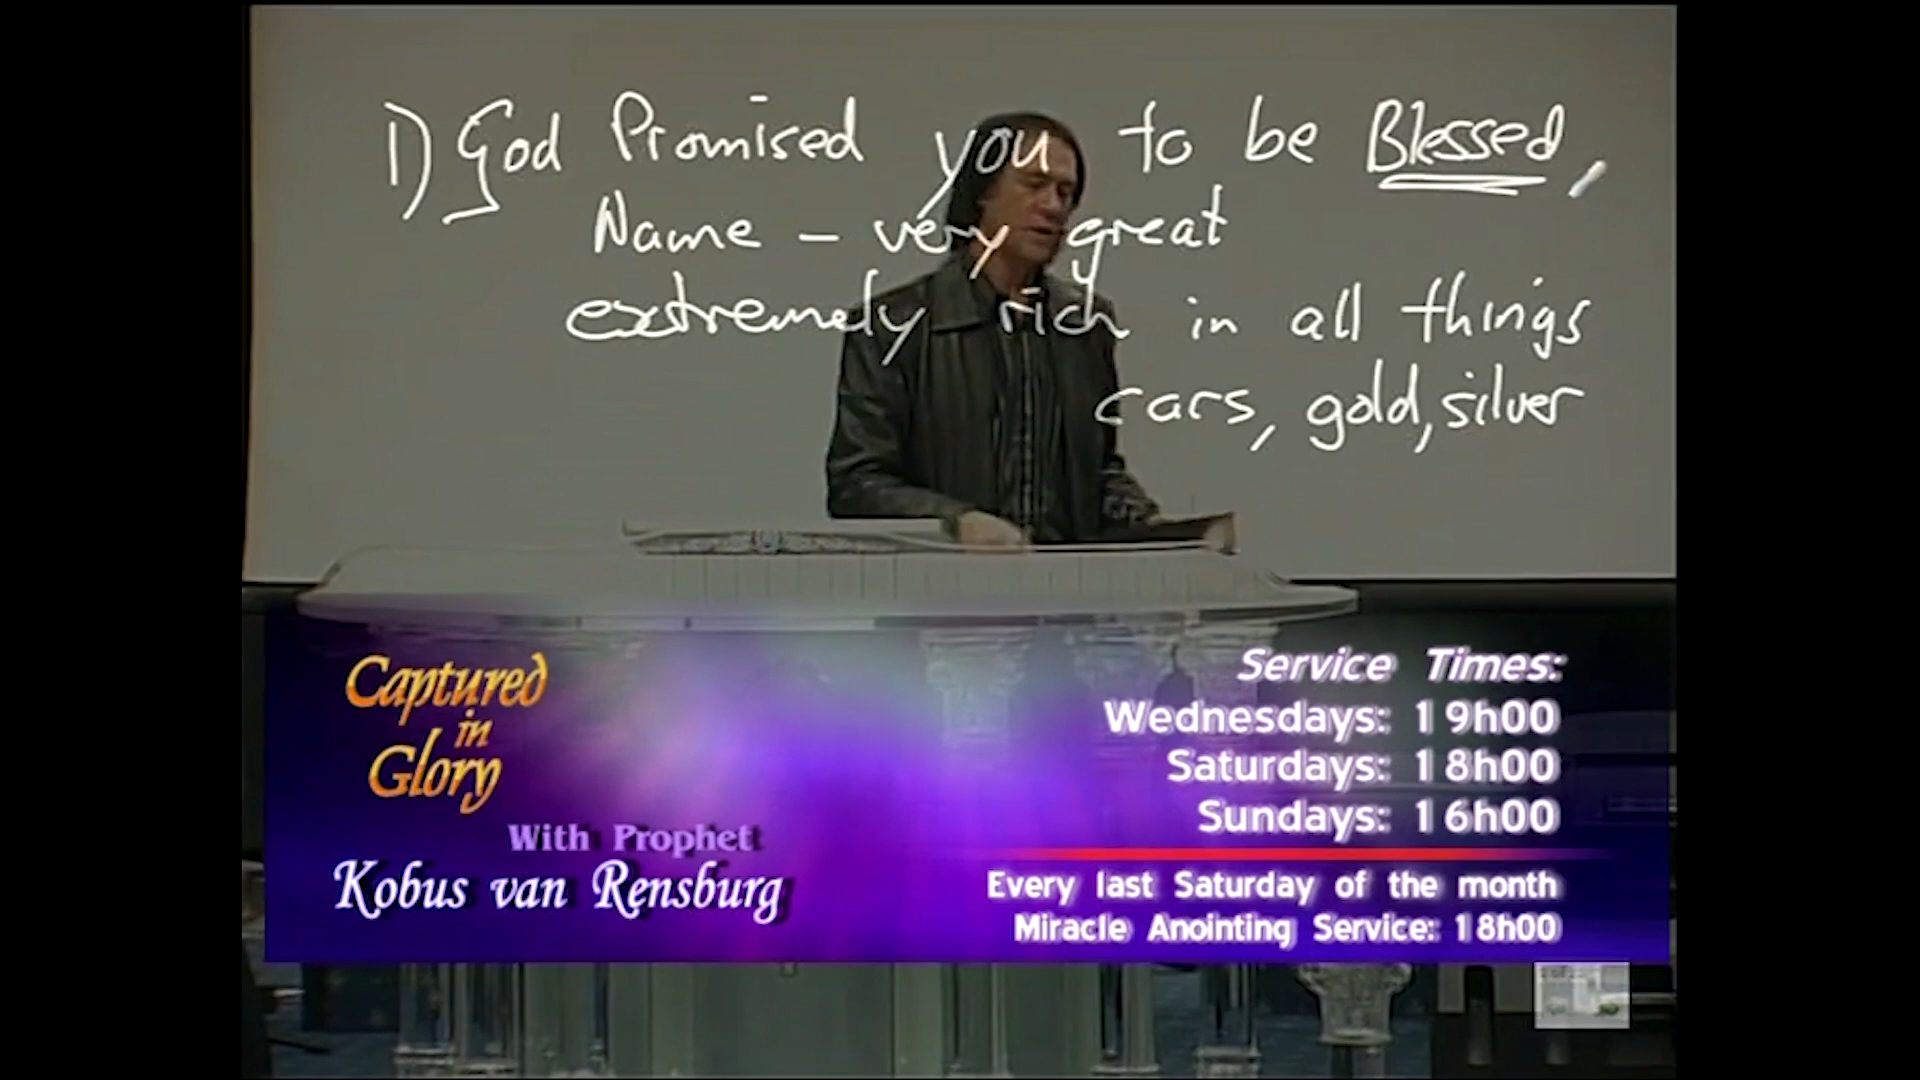 1) God Promised you to be Blessed,
Name - very great
extremely rich in all things
cars, gold, silver
Captured
in
Glory
With Prophet
Kobus van Rensburg
Service Times:
Wednesdays: 19h00
Saturdays: 18h00
Sundays: 16h00
Every last Saturday of the month
Miracle Anointing Service: 18h00